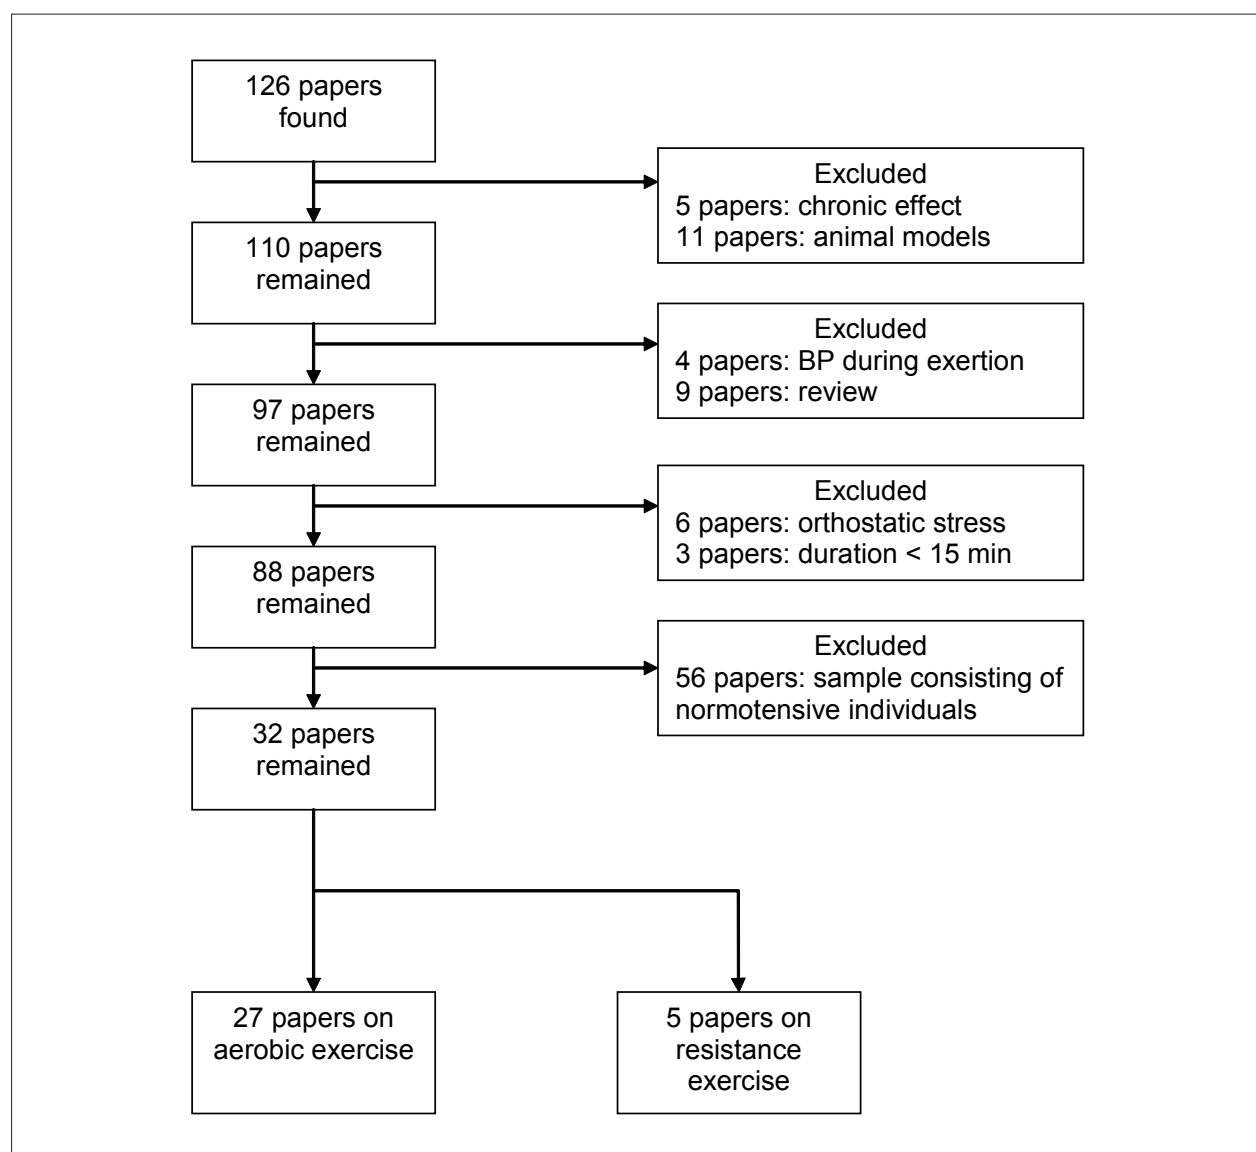 126 papers
found
Excluded
5 papers: chronic effect
11 papers: animal models
110 papers
remained
Excluded
4 papers: BP during exertion
9 papers: review
97 papers
remained
Excluded
6 papers: orthostatic stress
3 papers: duration < 15 min
88 papers
remained
Excluded
56 papers: sample consisting of
normotensive individuals
32 papers
remained
27 papers on
aerobic exercise
5 papers on
resistance
exercise